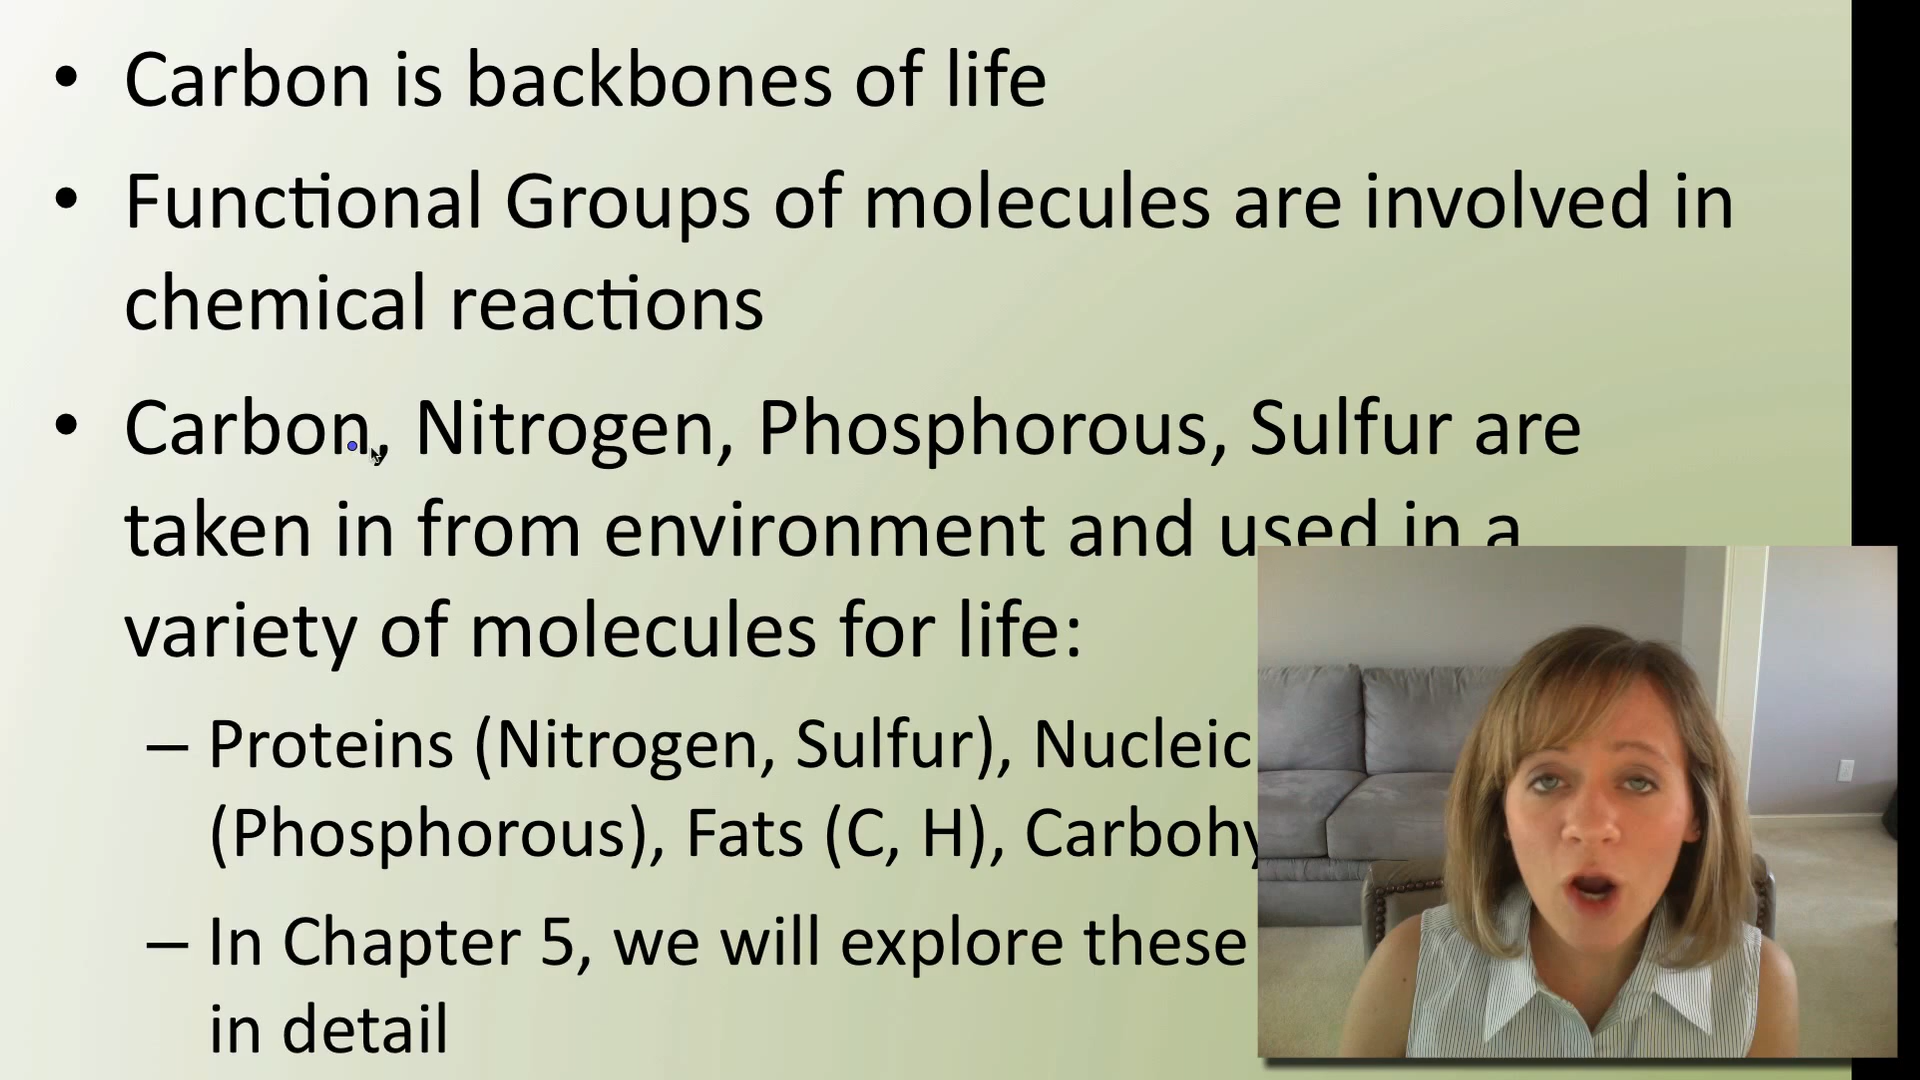 • Carbon is backbones of life
• Functional Groups of molecules are involved in
chemical reactions
• Carbon, Nitrogen, Phosphorous, Sulfur are
taken in from environment and used in a
variety of molecules for life:
– Proteins (Nitrogen, Sulfur), Nucleic
(Phosphorous), Fats (C, H), Carbohy
– In Chapter 5, we will explore these
in detail